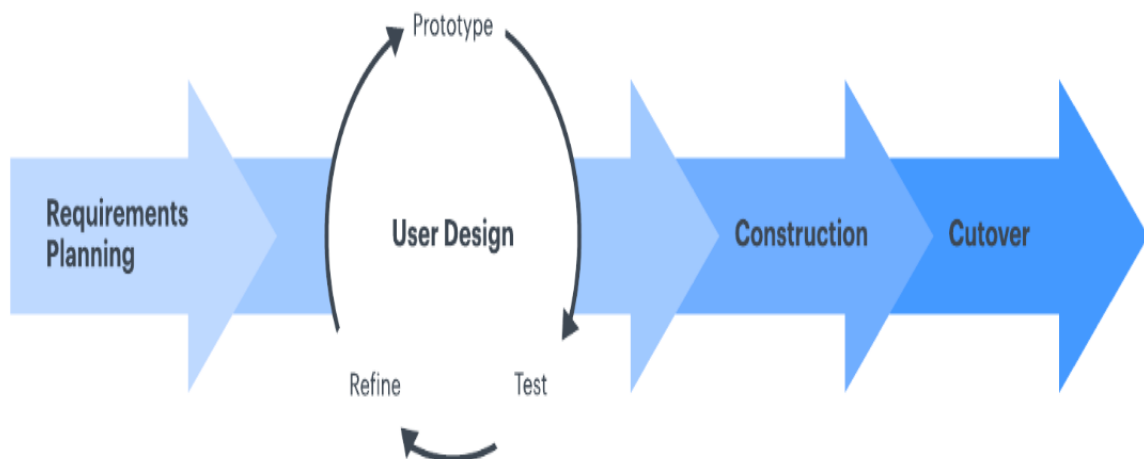 Prototype
Requirements
Planning
User Design
Construction
Cutover
Refine
Test